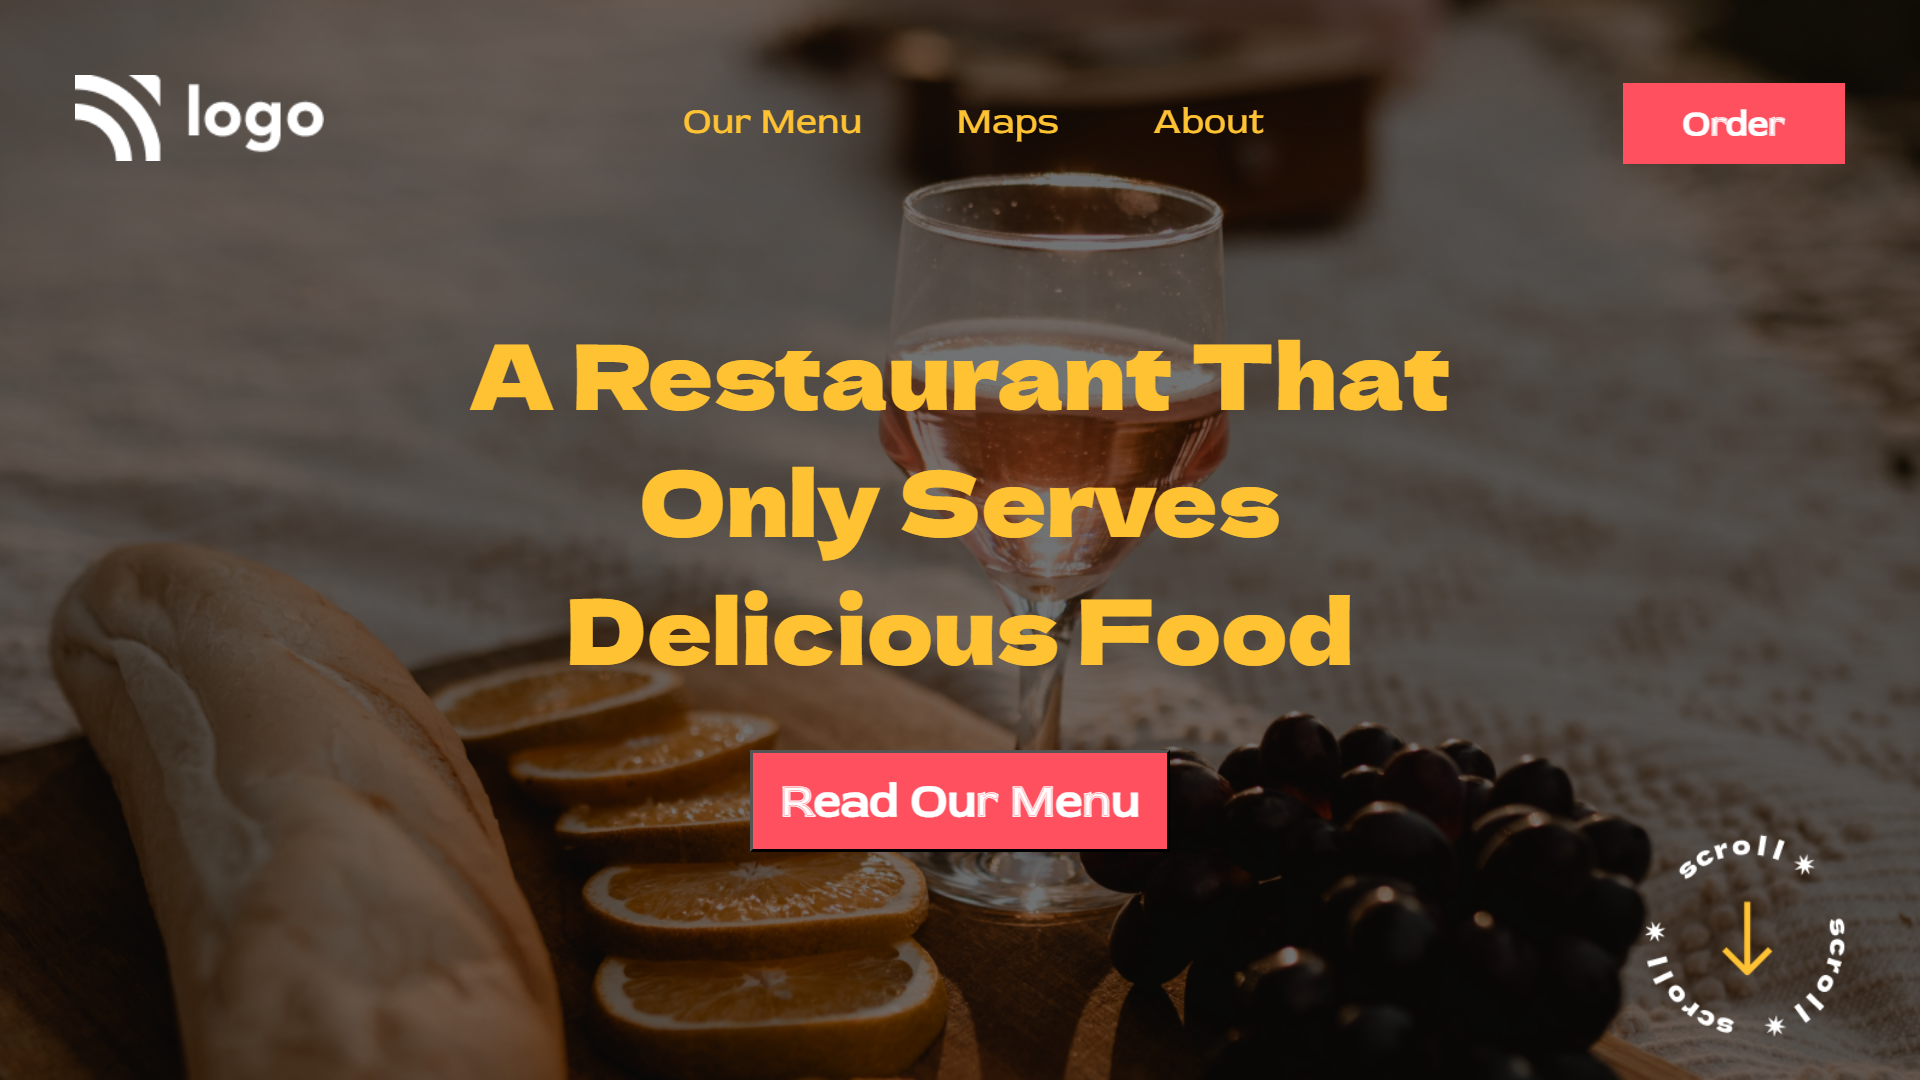 logo
Our Menu
Maps
About
Order
A Restaurant That
Only Serves
Delicious Food
Read Our Menu
scroll
scroll
scroll